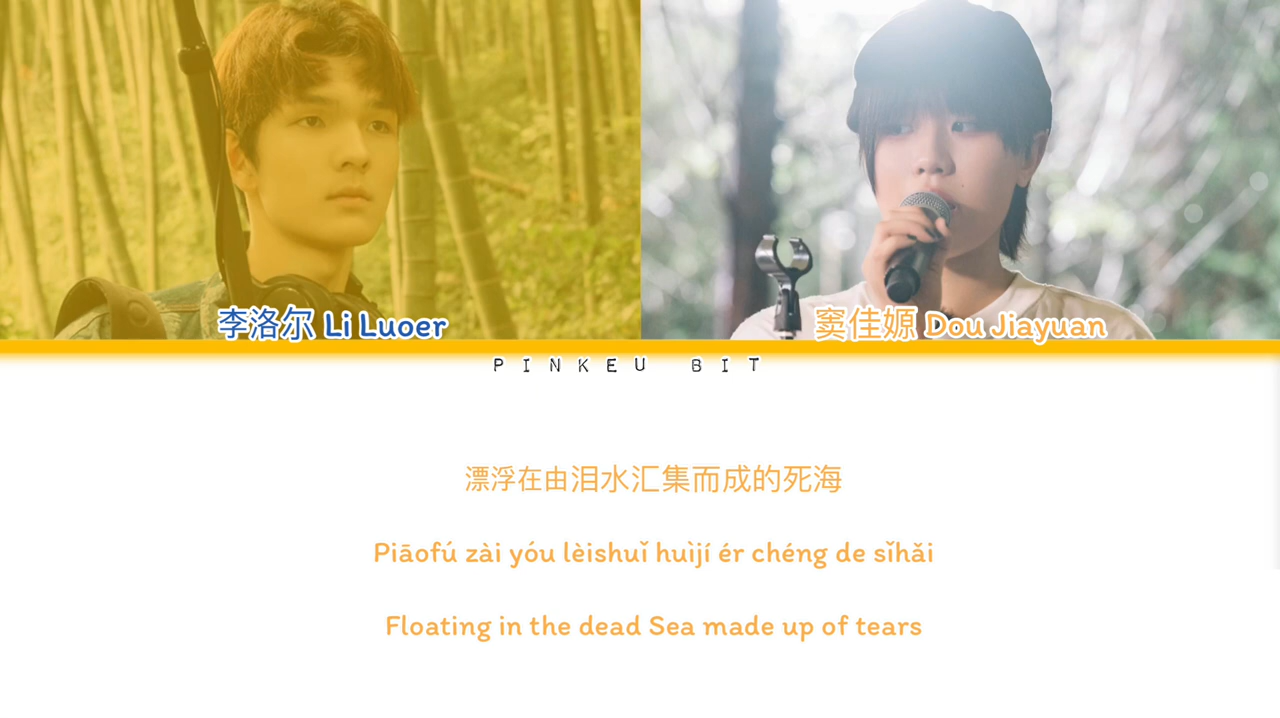 李洛尔 Li Luoer
窦佳嫄 Dou Jiayuan
PINKEU BIT
漂浮在由泪水汇集而成的死海
Piāofú zài yóu lèishuǐ huìjí ér chéng de sǐhǎi
Floating in the dead Sea made up of tears